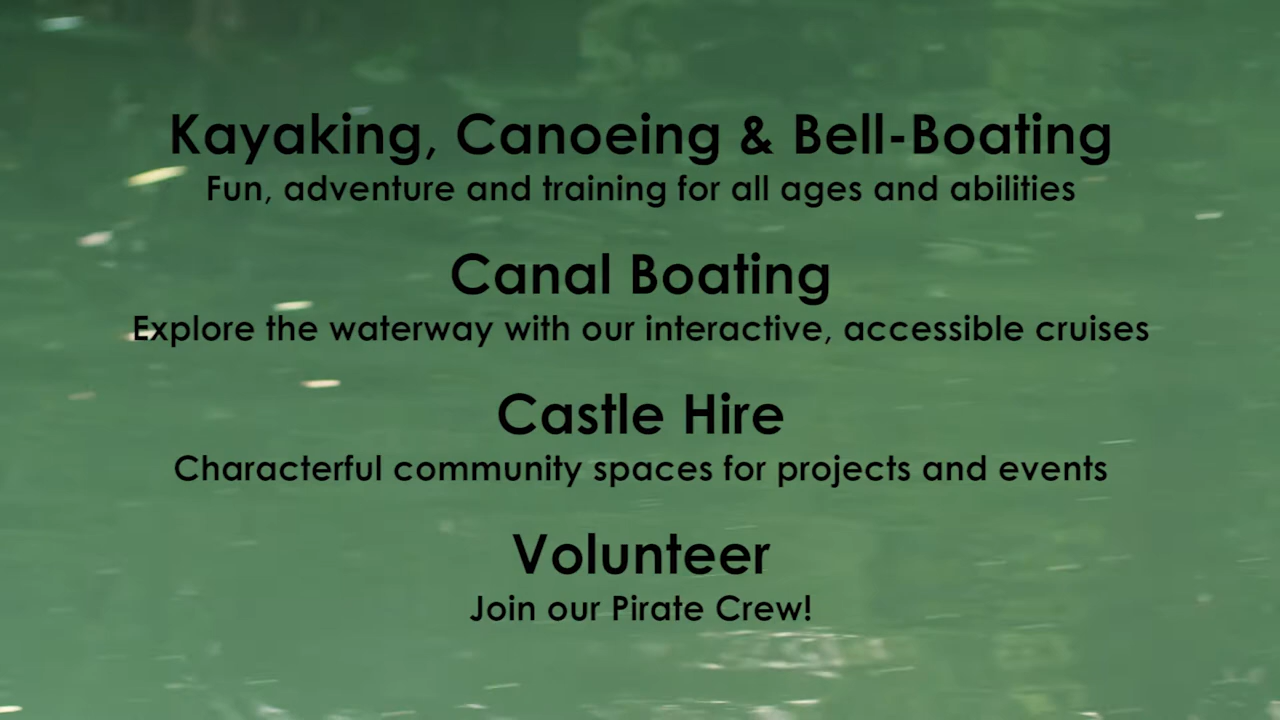 Kayaking, Canoeing & Bell-Boating
Fun, adventure and training for all ages and abilities
Canal Boating
Explore the waterway with our interactive, accessible cruises
Castle Hire
Characterful community spaces for projects and events
Volunteer
Join our Pirate Crew!